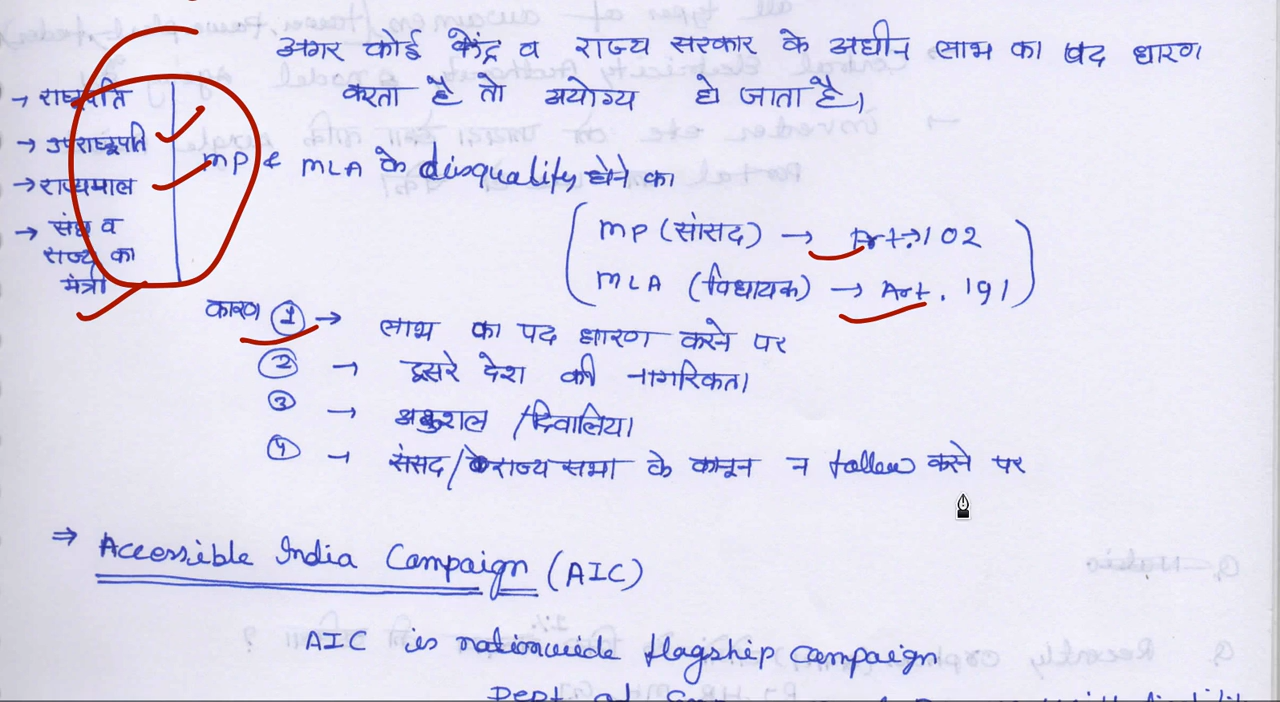 अगर कोई केंद्र व राज्य सरकार के अधीन लाभ का पद धारण
करता है तो अयोग्य हो जाता है।
→ राष्ट्रपति
→ उपराष्ट्रपति
→ राज्यपाल
→ संघ व
राज्य का
मंत्री
MP & MLA के disqualify होने का
MP (सांसद) → Art. 102
MLA (विधायक) → Art. 191
कारण ① → लाभ का पद धारण करने पर
② → दूसरे देश की नागरिकता।
③ → अकुशल / दिवालिया।
④ → संसद/राज्य सभा के कानून न follow करने पर
⇒ Accessible India Campaign (AIC)
AIC is nationwide flagship campaign